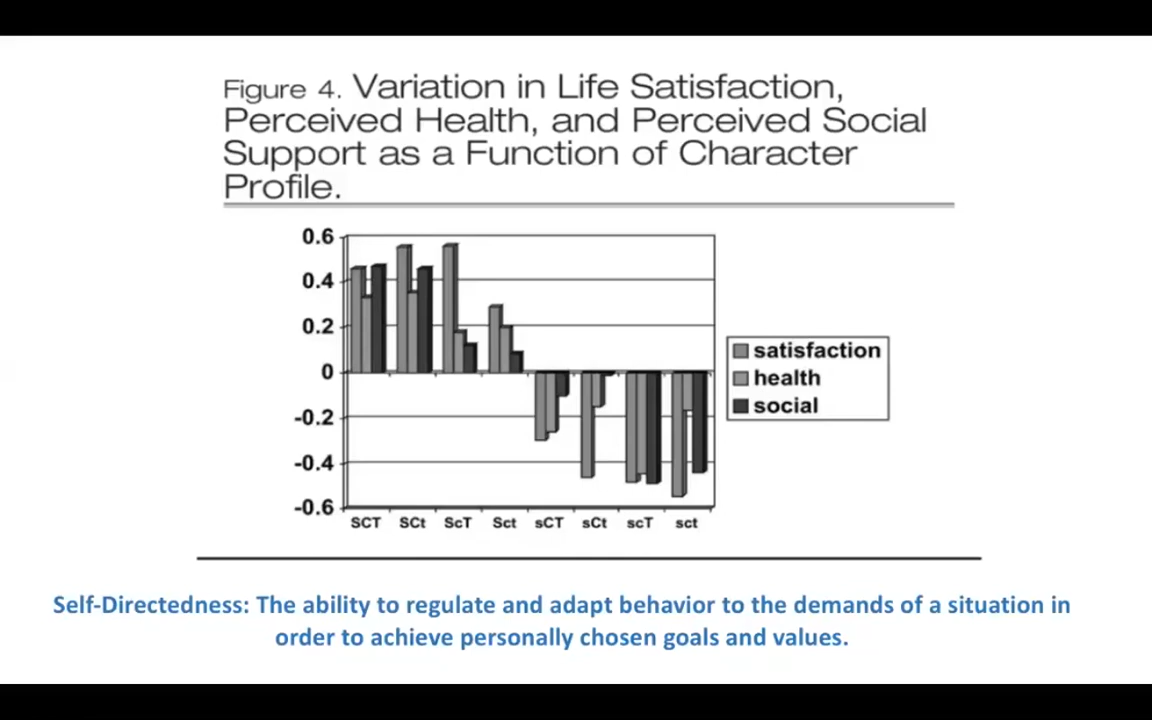 Figure 4. Variation in Life Satisfaction,
Perceived Health, and Perceived Social
Support as a Function of Character
Profile.
0.6
0.4
0.2
0
-0.2
-0.4
-0.6
SCT SCt ScT Sct sCT sCt scT sct
satisfaction
health
social
Self-Directedness: The ability to regulate and adapt behavior to the demands of a situation in
order to achieve personally chosen goals and values.